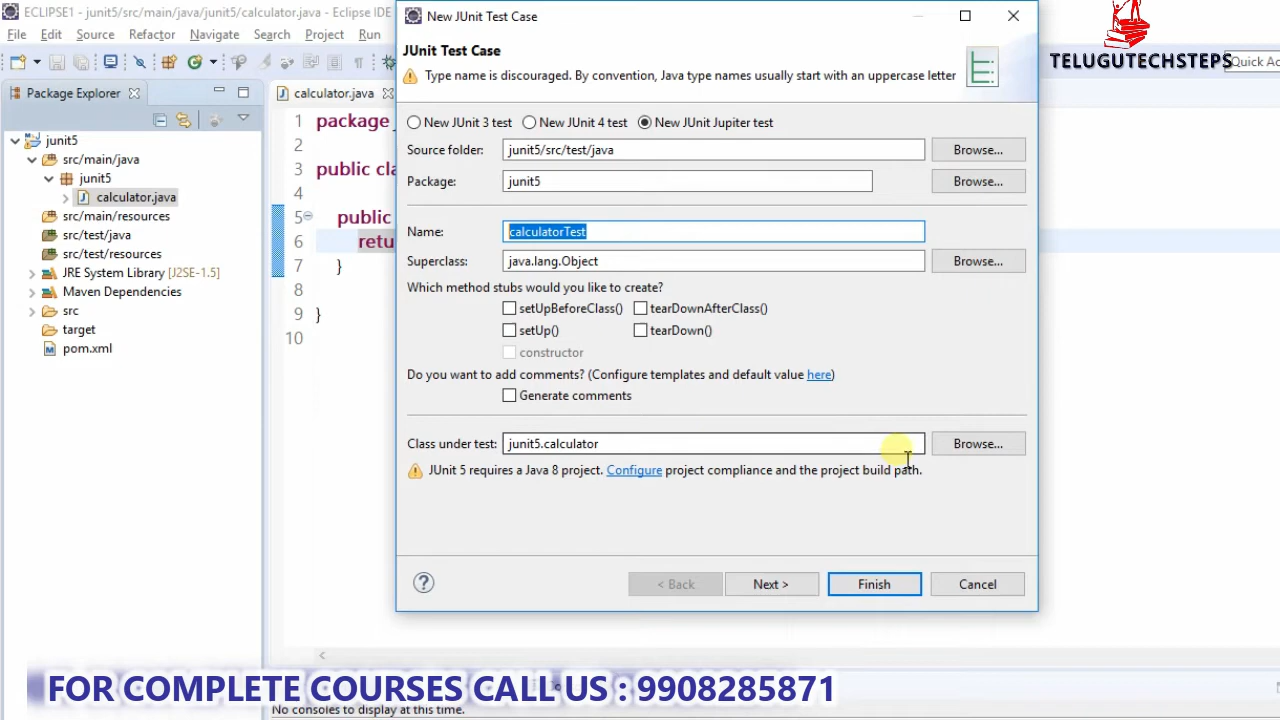 ECLIPSE1 - junit5/src/main/java/junit5/calculator.java - Eclipse IDE
File Edit Source Refactor Navigate Search Project Run
New JUnit Test Case
JUnit Test Case
Type name is discouraged. By convention, Java type names usually start with an uppercase letter
TELUGUTECHSTEPS
Quick Ac
Package Explorer
calculator.java
junit5
src/main/java
junit5
calculator.java
src/main/resources
src/test/java
src/test/resources
JRE System Library [J2SE-1.5]
Maven Dependencies
src
target
pom.xml
1 package
2
3 public cla
4
5 public
6 retu
7 }
8
9 }
10
New JUnit 3 test New JUnit 4 test New JUnit Jupiter test
Source folder: junit5/src/test/java Browse...
Package: junit5 Browse...
Name: calculatorTest
Superclass: java.lang.Object Browse...
Which method stubs would you like to create?
setUpBeforeClass() tearDownAfterClass()
setUp() tearDown()
constructor
Do you want to add comments? (Configure templates and default value here)
Generate comments
Class under test: junit5.calculator Browse...
JUnit 5 requires a Java 8 project. Configure project compliance and the project build path.
? < Back Next > Finish Cancel
FOR COMPLETE COURSES CALL US : 9908285871
No consoles to display at this time.